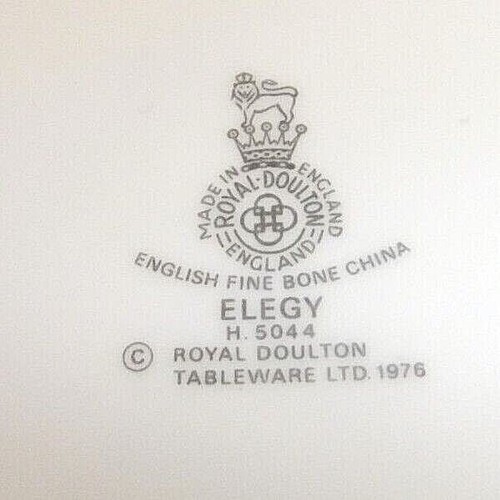 MADE IN ENGLAND
ROYAL·DOULTON
ENGLAND
ENGLISH FINE BONE CHINA
ELEGY
H. 5044
© ROYAL DOULTON
TABLEWARE LTD. 1976